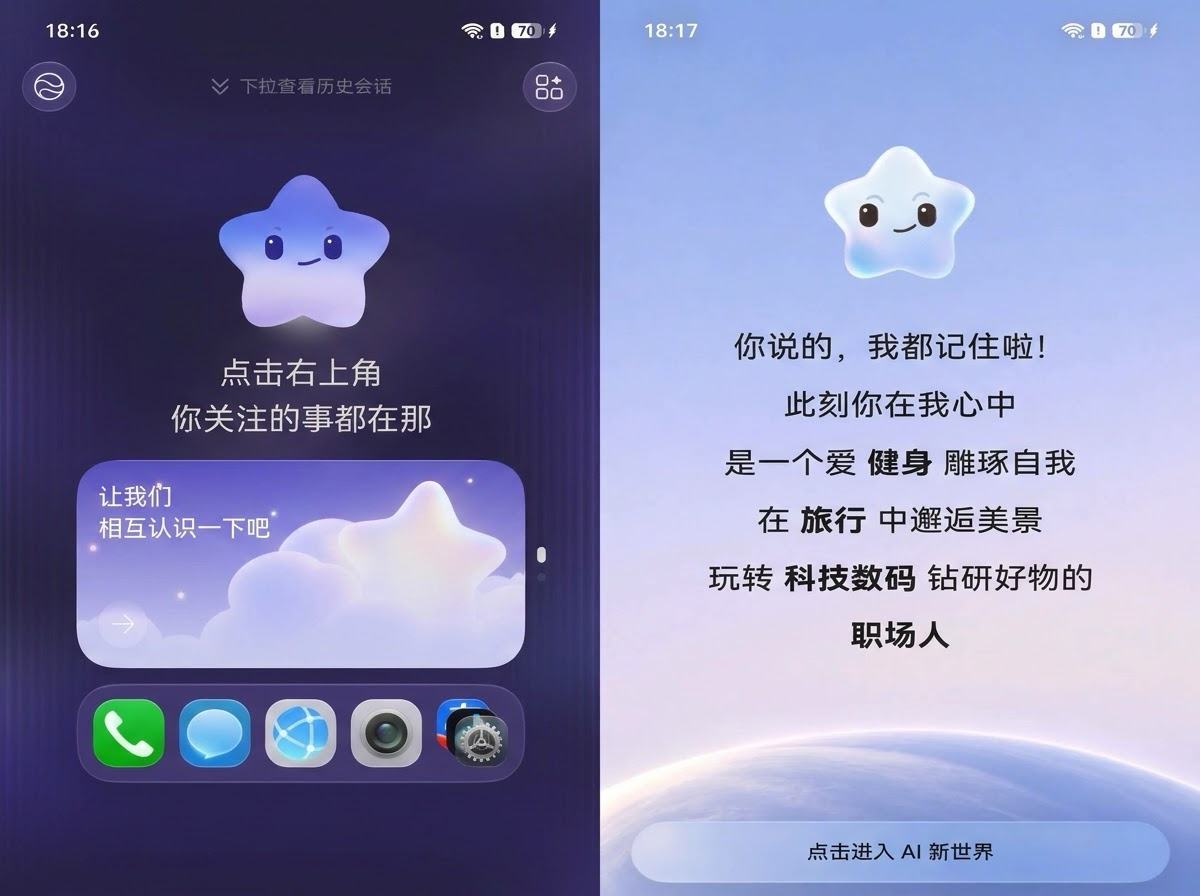 18:16
70
下拉查看历史会话
点击右上角
你关注的事都在那
让我们
相互认识一下吧
18:17
70
你说的，我都记住啦！
此刻你在我心中
是一个爱 健身 雕琢自我
在 旅行 中邂逅美景
玩转 科技数码 钻研好物的
职场人
点击进入 AI 新世界